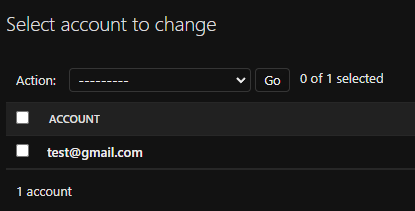 Select account to change
Action: --------- Go 0 of 1 selected
ACCOUNT
test@gmail.com
1 account